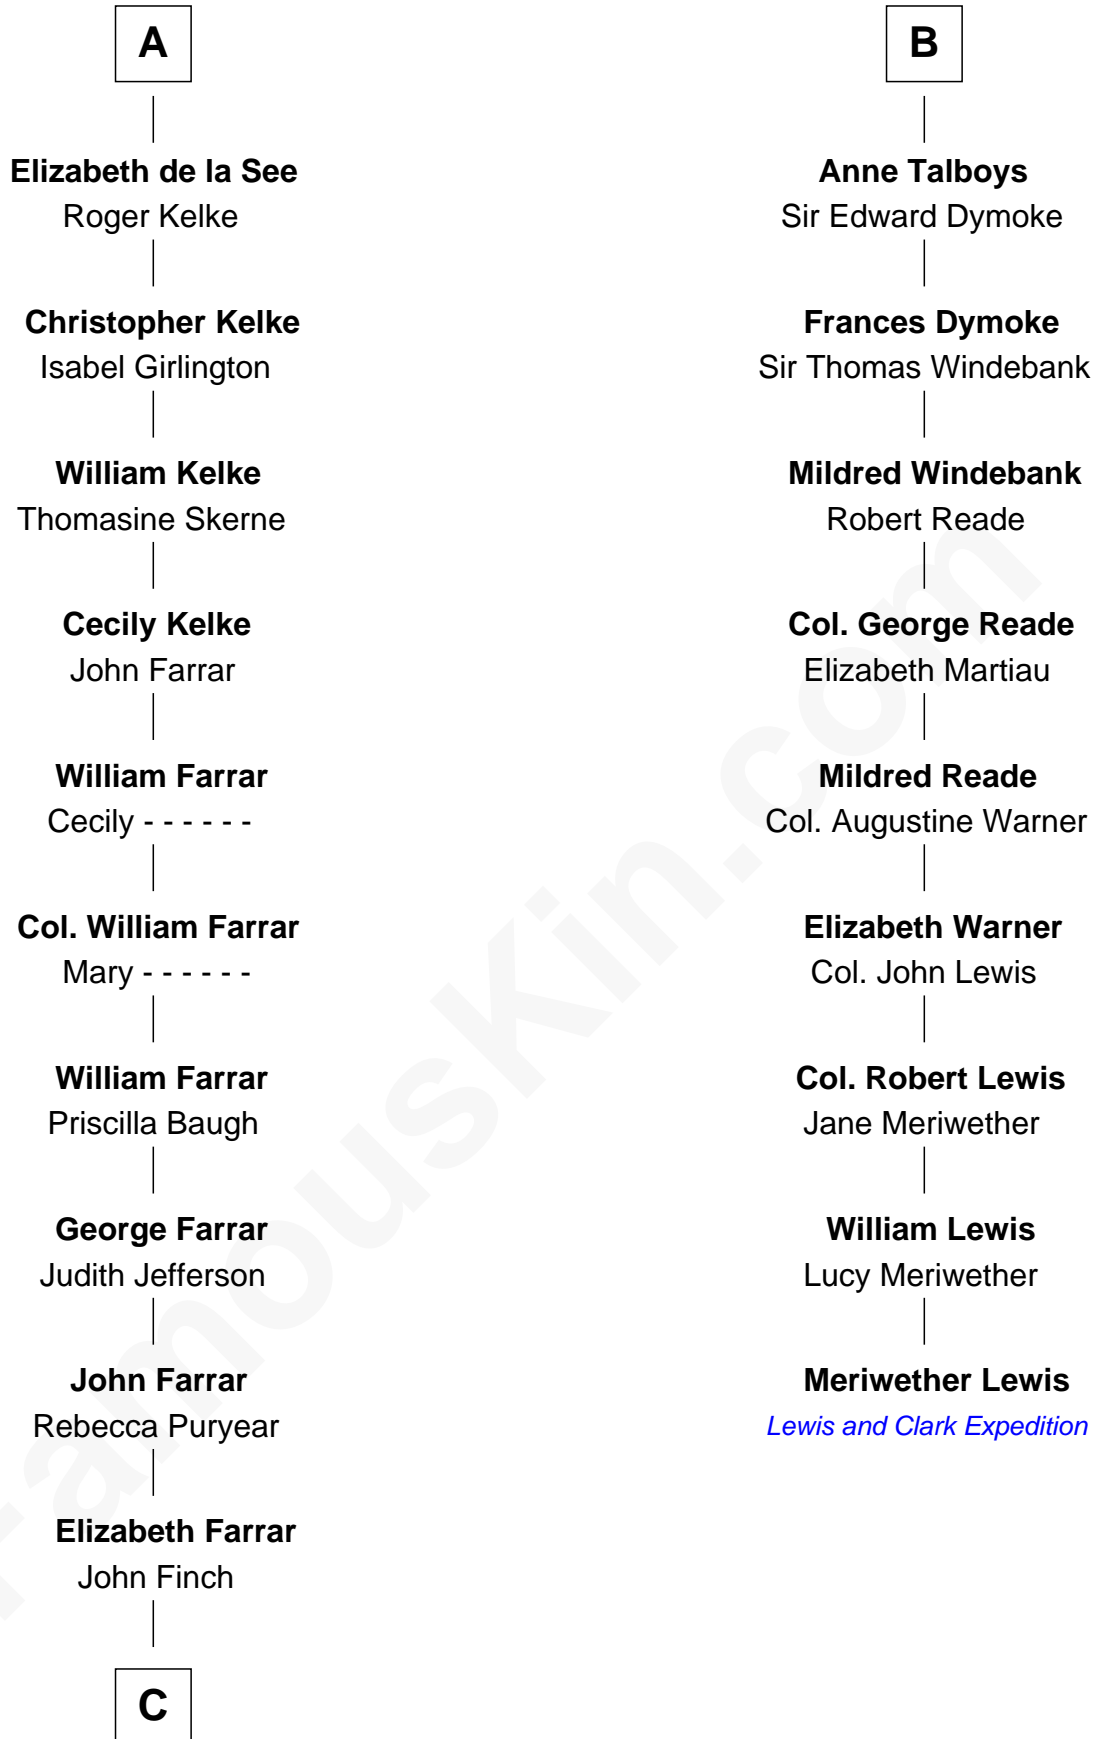 A
Elizabeth de la See
Roger Kelke
Christopher Kelke
Isabel Girlington
William Kelke
Thomasine Skerne
Cecily Kelke
John Farrar
William Farrar
Cecily - - - - - -
Col. William Farrar
Mary - - - - - -
William Farrar
Priscilla Baugh
George Farrar
Judith Jefferson
John Farrar
Rebecca Puryear
Elizabeth Farrar
John Finch
C
B
Anne Talboys
Sir Edward Dymoke
Frances Dymoke
Sir Thomas Windebank
Mildred Windebank
Robert Reade
Col. George Reade
Elizabeth Martiau
Mildred Reade
Col. Augustine Warner
Elizabeth Warner
Col. John Lewis
Col. Robert Lewis
Jane Meriwether
William Lewis
Lucy Meriwether
Meriwether Lewis
Lewis and Clark Expedition
FamousKin.com